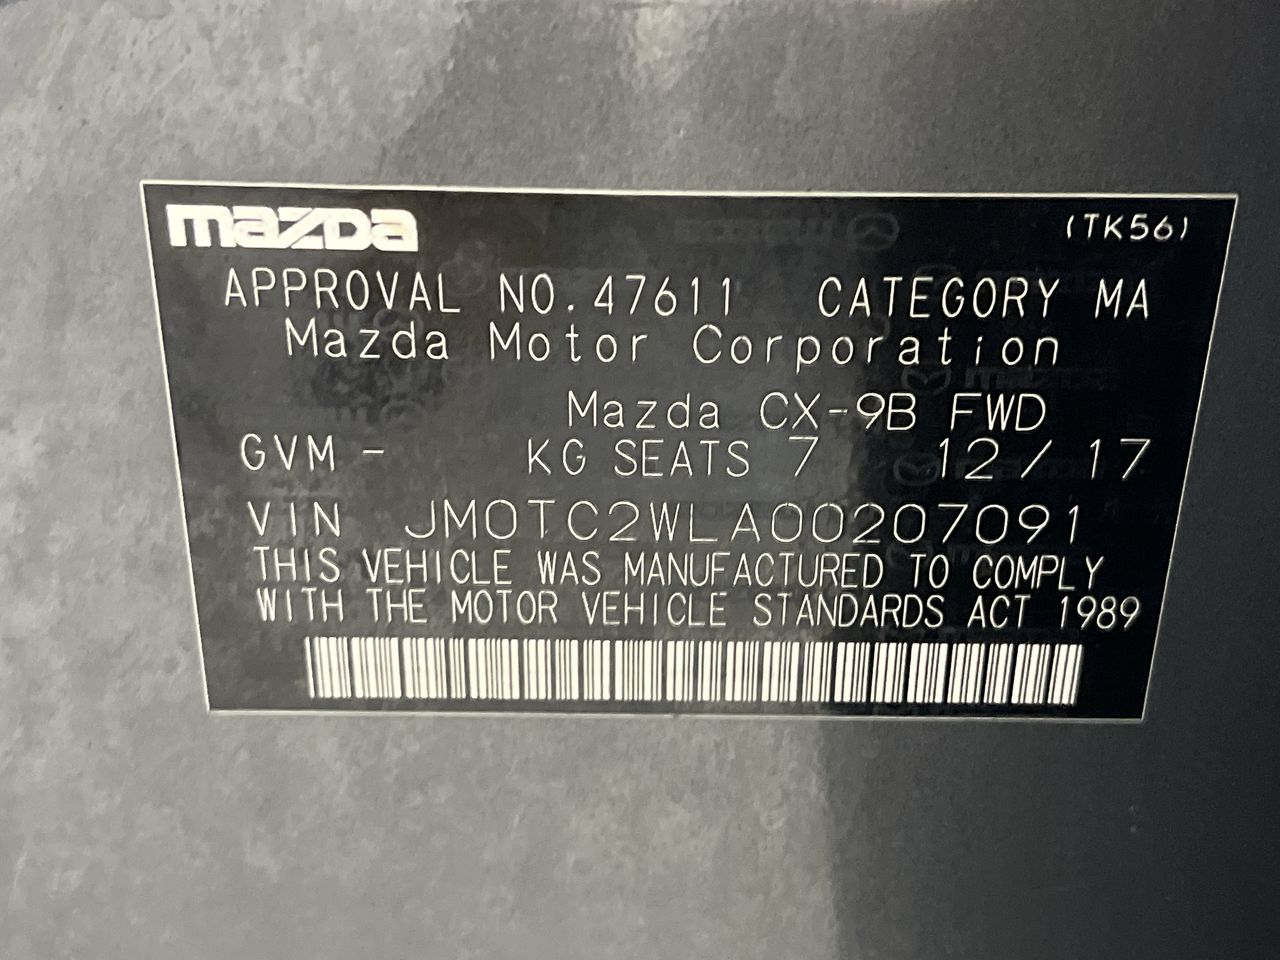 mazda (TK56)
APPROVAL NO.47611 CATEGORY MA
Mazda Motor Corporation
Mazda CX-9B FWD
GVM - KG SEATS 7 12/17
VIN JM0TC2WLA00207091
THIS VEHICLE WAS MANUFACTURED TO COMPLY
WITH THE MOTOR VEHICLE STANDARDS ACT 1989